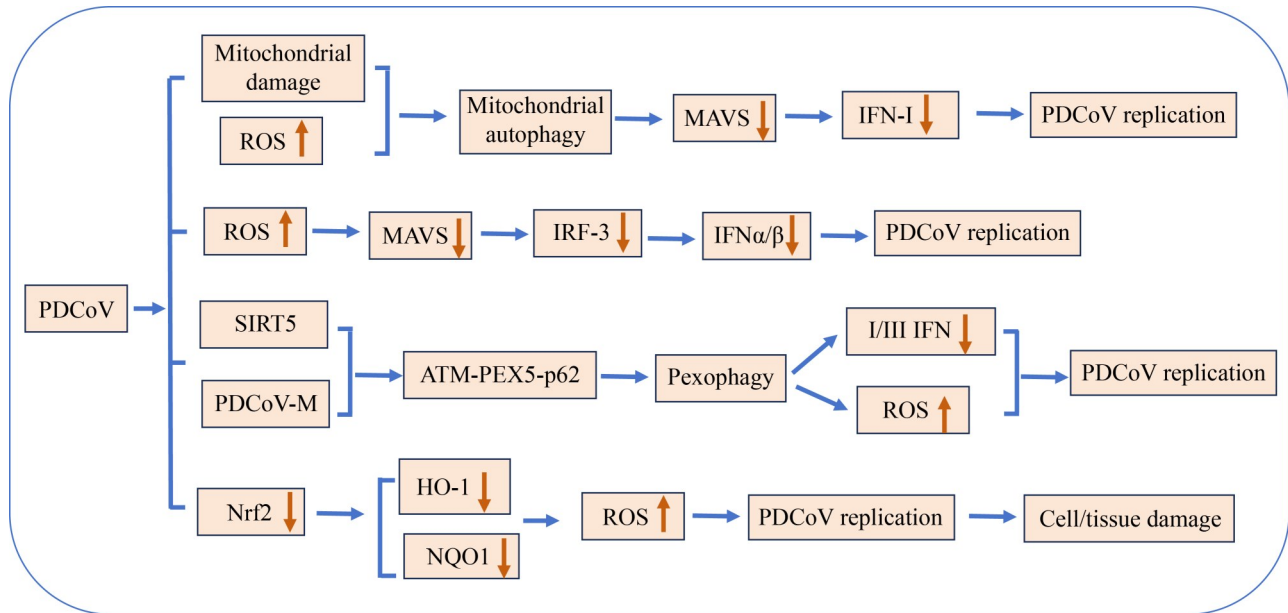 Mitochondrial
damage
ROS
Mitochondrial
autophagy
MAVS
IFN-I
PDCoV replication
ROS
MAVS
IRF-3
IFNα/β
PDCoV replication
PDCoV
SIRT5
PDCoV-M
ATM-PEX5-p62
Pexophagy
I/III IFN
ROS
PDCoV replication
Nrf2
HO-1
NQO1
ROS
PDCoV replication
Cell/tissue damage